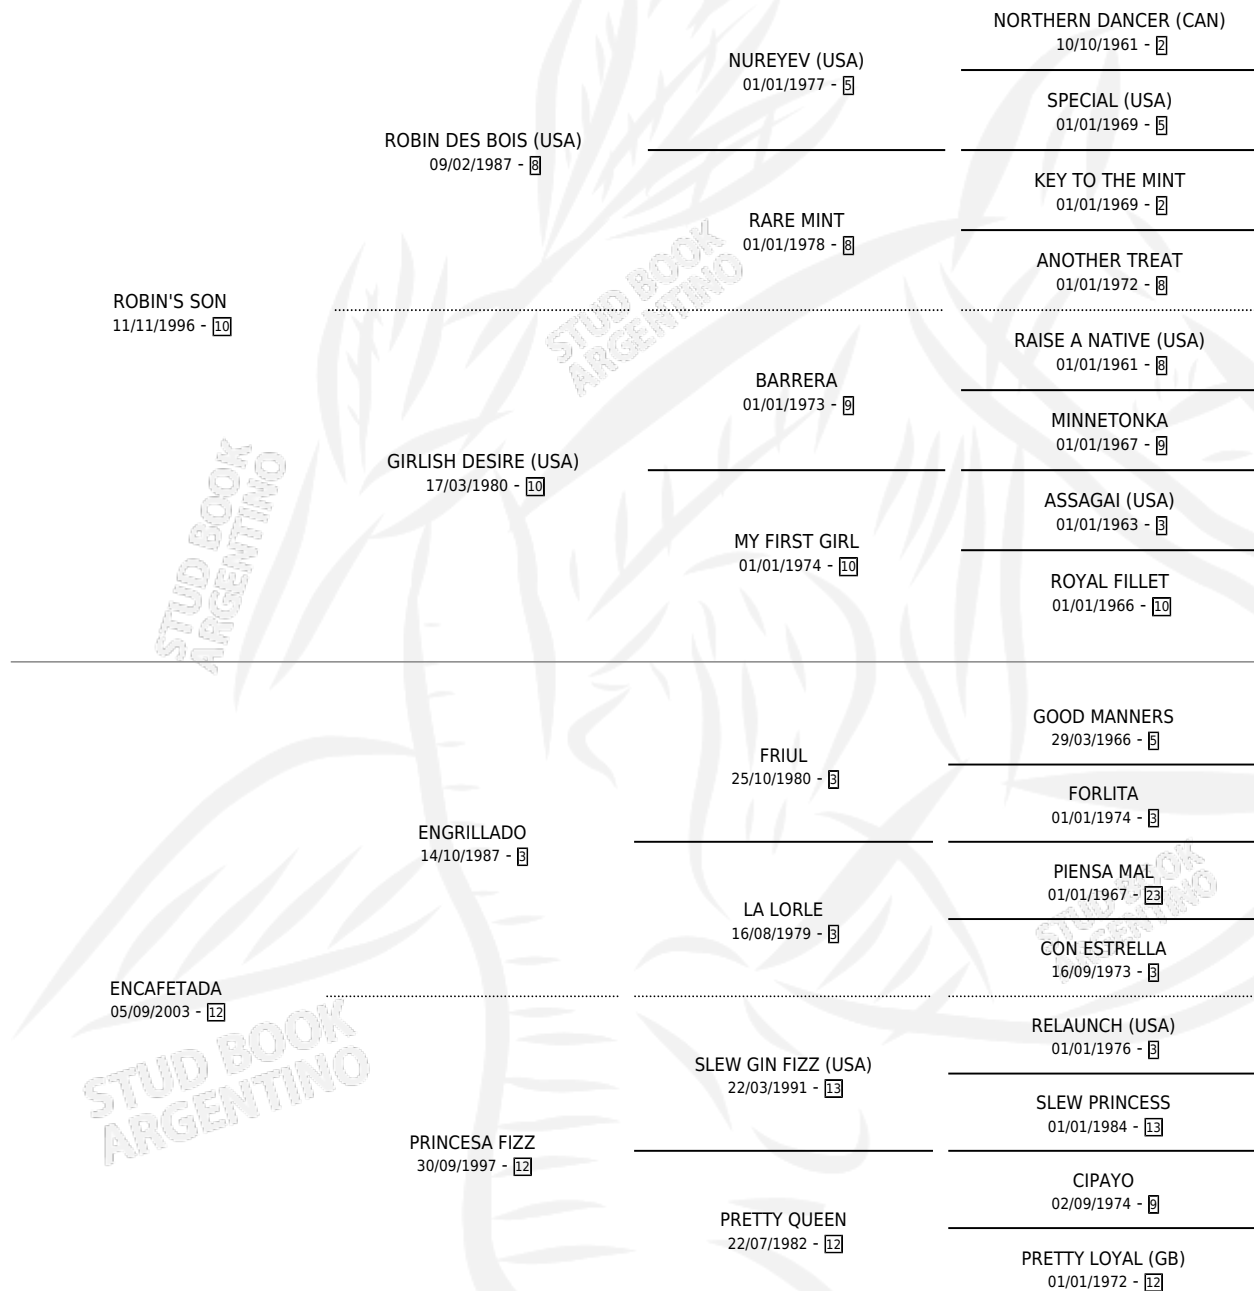 NORTHERN DANCER (CAN)
10/10/1961 - 2
NUREYEV (USA)
01/01/1977 - 5
SPECIAL (USA)
01/01/1969 - 5
ROBIN DES BOIS (USA)
09/02/1987 - 8
KEY TO THE MINT
01/01/1969 - 2
RARE MINT
01/01/1978 - 8
ANOTHER TREAT
01/01/1972 - 8
ROBIN'S SON
11/11/1996 - 10
RAISE A NATIVE (USA)
01/01/1961 - 8
BARRERA
01/01/1973 - 9
MINNETONKA
01/01/1967 - 9
GIRLISH DESIRE (USA)
17/03/1980 - 10
ASSAGAI (USA)
01/01/1963 - 3
MY FIRST GIRL
01/01/1974 - 10
ROYAL FILLET
01/01/1966 - 10
GOOD MANNERS
29/03/1966 - 5
FRIUL
25/10/1980 - 3
FORLITA
01/01/1974 - 3
ENGRILLADO
14/10/1987 - 3
PIENSA MAL
01/01/1967 - 23
LA LORLE
16/08/1979 - 3
CON ESTRELLA
16/09/1973 - 3
ENCAFETADA
05/09/2003 - 12
RELAUNCH (USA)
01/01/1976 - 3
SLEW GIN FIZZ (USA)
22/03/1991 - 13
SLEW PRINCESS
01/01/1984 - 13
PRINCESA FIZZ
30/09/1997 - 12
CIPAYO
02/09/1974 - 9
PRETTY QUEEN
22/07/1982 - 12
PRETTY LOYAL (GB)
01/01/1972 - 12
STUD BOOK
ARGENTINO
STUD BOOK
ARGENTINO
STUD BOOK
ARGENTINO
STUD BOOK
ARGENTINO